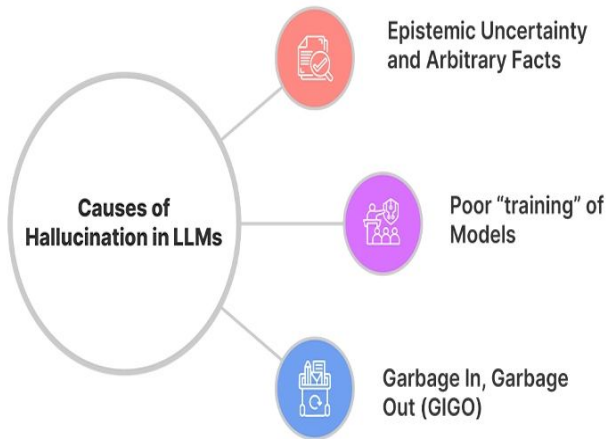 Epistemic Uncertainty
and Arbitrary Facts
Causes of
Hallucination in LLMs
Poor “training” of
Models
Garbage In, Garbage
Out (GIGO)